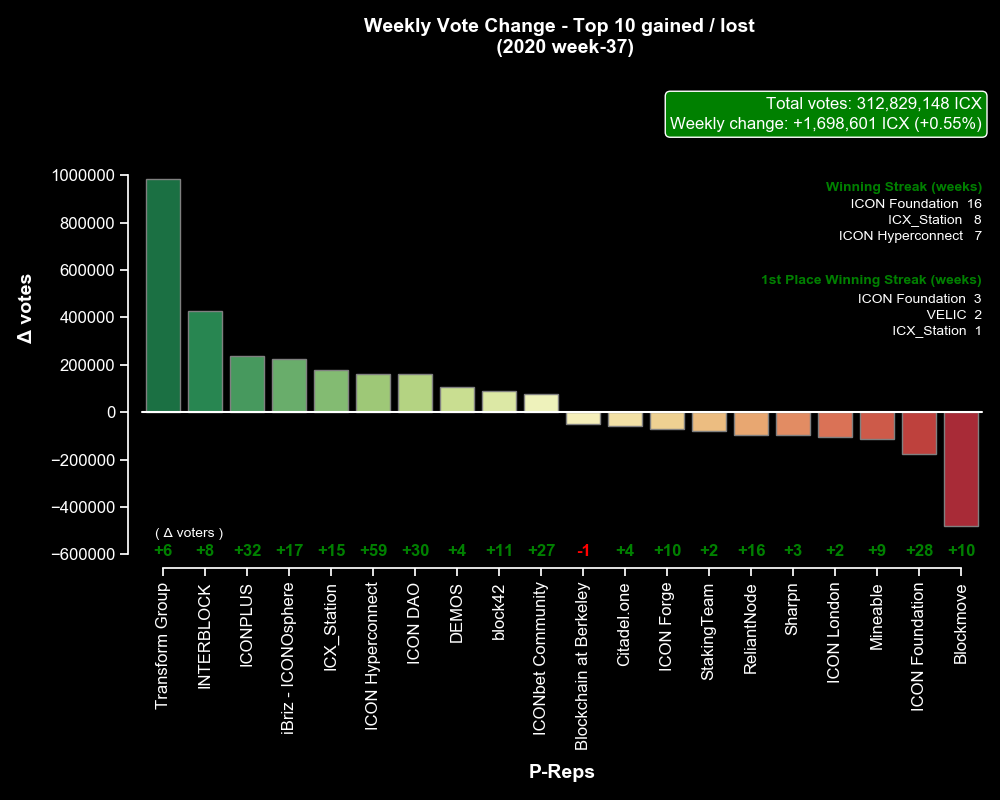 Weekly Vote Change - Top 10 gained / lost
(2020 week-37)
Total votes: 312,829,148 ICX
Weekly change: +1,698,601 ICX (+0.55%)
Winning Streak (weeks)
ICON Foundation 16
ICX_Station 8
ICON Hyperconnect 7
1st Place Winning Streak (weeks)
ICON Foundation 3
VELIC 2
ICX_Station 1
Δ votes
1000000
800000
600000
400000
200000
0
−200000
−400000
−600000
( Δ voters )
+6 +8 +32 +17 +15 +59 +30 +4 +11 +27 -1 +4 +10 +2 +16 +3 +2 +9 +28 +10
Transform Group
INTERBLOCK
ICONPLUS
iBriz - ICONOsphere
ICX_Station
ICON Hyperconnect
ICON DAO
DEMOS
block42
ICONbet Community
Blockchain at Berkeley
Citadel.one
ICON Forge
StakingTeam
ReliantNode
Sharpn
ICON London
Mineable
ICON Foundation
Blockmove
P-Reps